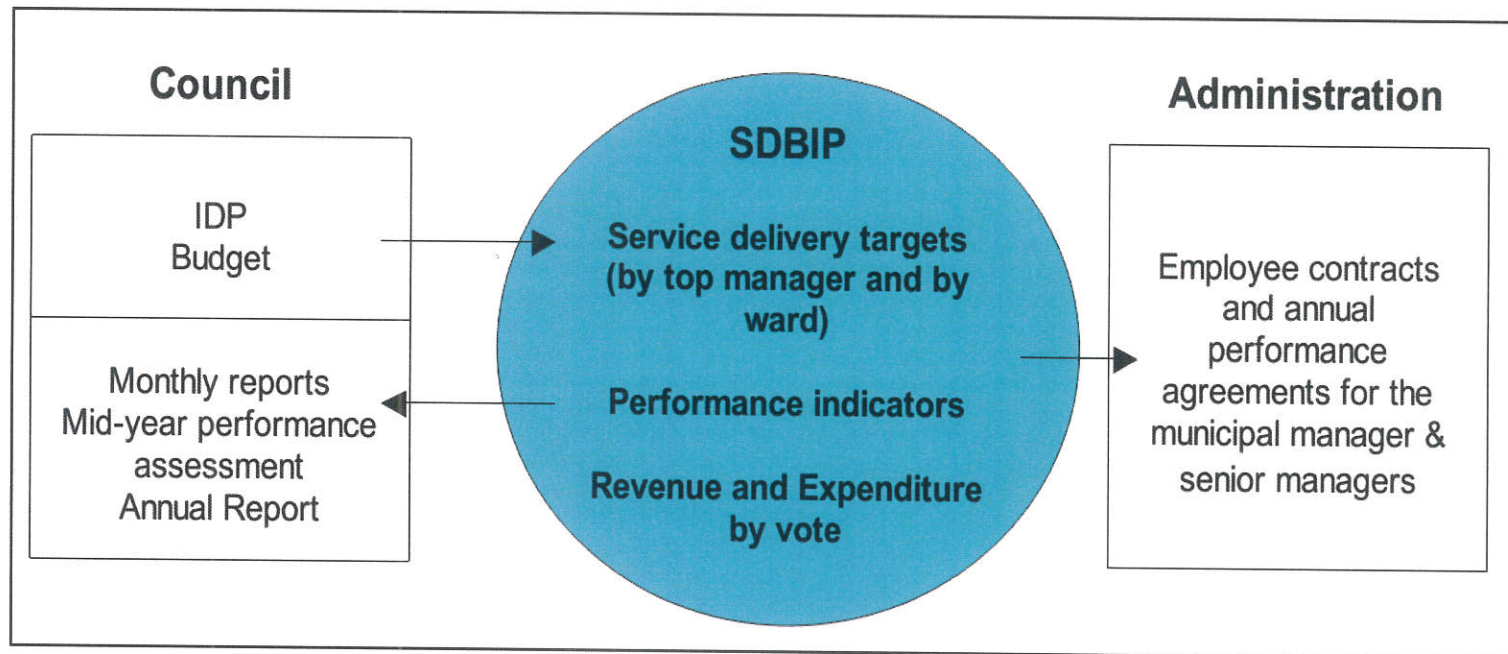 Council
IDP
Budget
Monthly reports
Mid-year performance
assessment
Annual Report
SDBIP
Service delivery targets
(by top manager and by
ward)
Performance indicators
Revenue and Expenditure
by vote
Administration
Employee contracts
and annual
performance
agreements for the
municipal manager &
senior managers